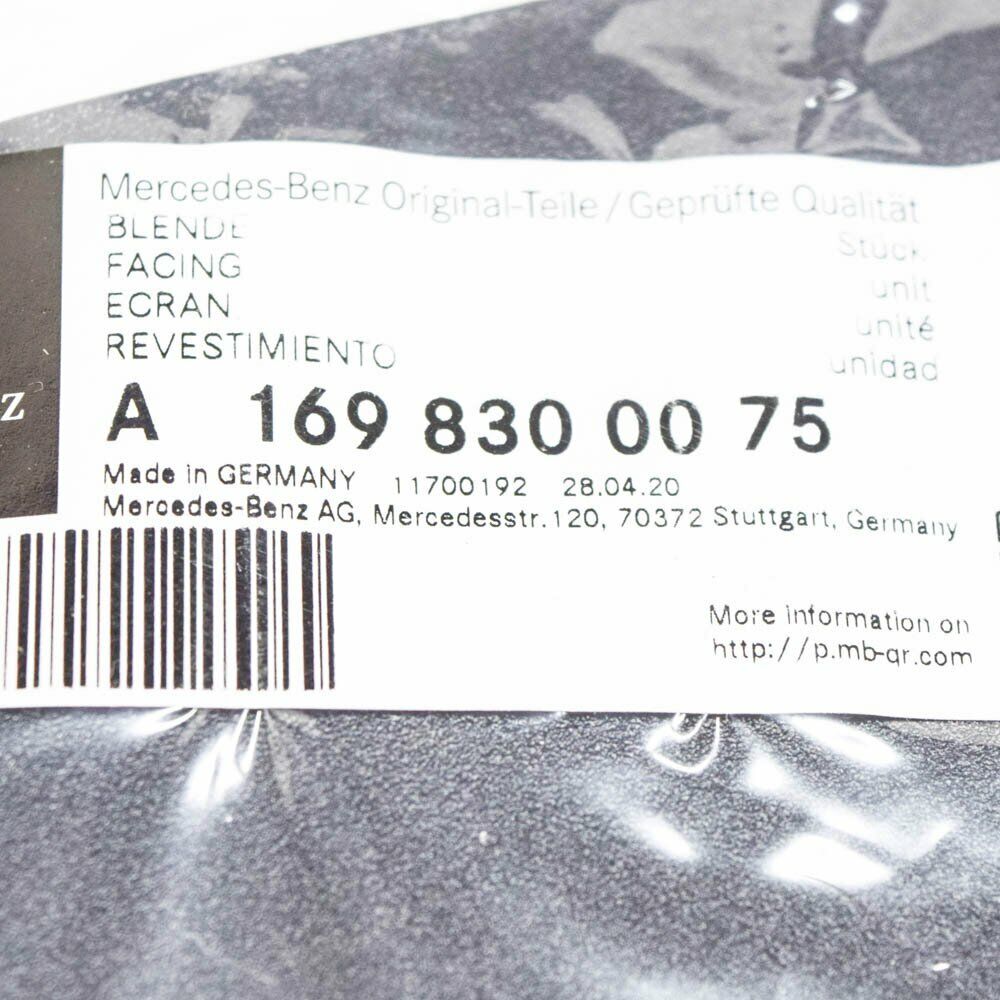 Mercedes-Benz Original-Teile / Geprüfte Qualität
BLENDE Stück
FACING unit
ECRAN unité
REVESTIMIENTO unidad
z
A 169 830 00 75
Made in GERMANY 11700192 28.04.20
Mercedes-Benz AG, Mercedesstr.120, 70372 Stuttgart, Germany
More information on
http://p.mb-qr.com